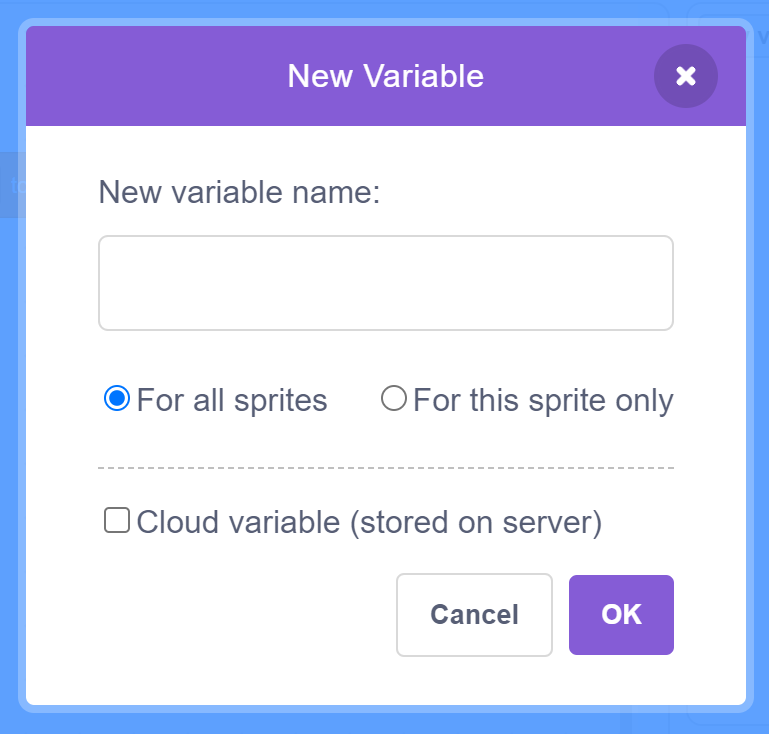 New Variable
New variable name:
For all sprites For this sprite only
Cloud variable (stored on server)
Cancel OK